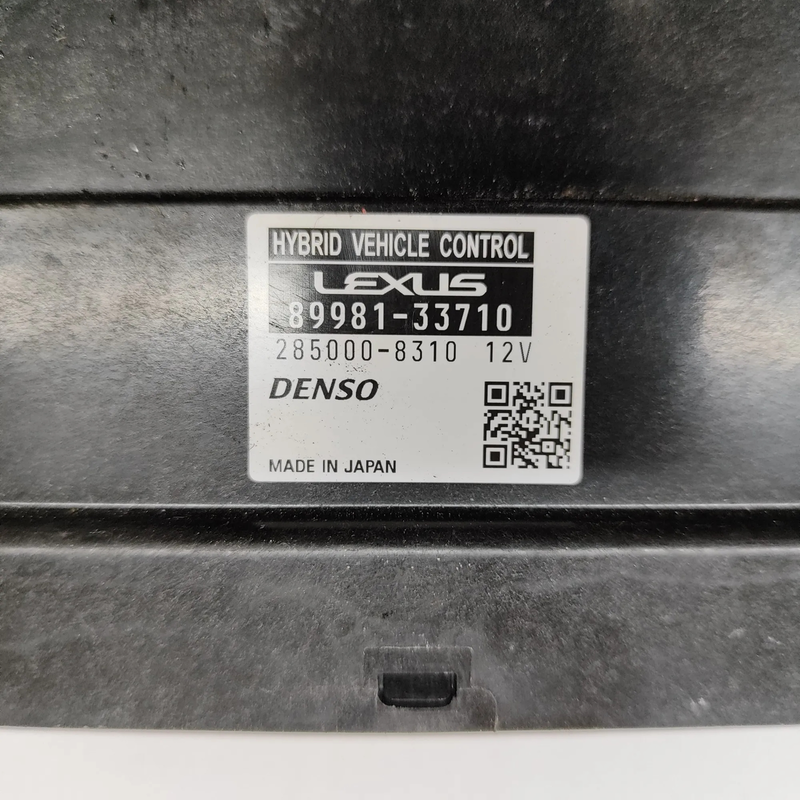 HYBRID VEHICLE CONTROL
LEXUS
89981-33710
285000-8310 12V
DENSO
MADE IN JAPAN